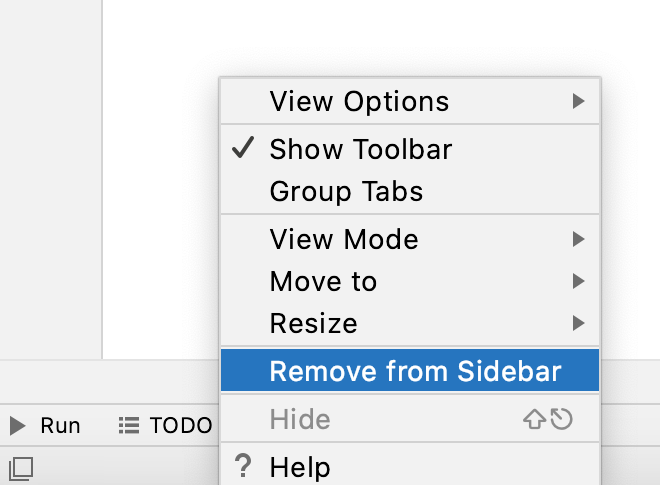 View Options
Show Toolbar
Group Tabs
View Mode
Move to
Resize
Remove from Sidebar
Hide ⇧⎋
? Help
Run TODO